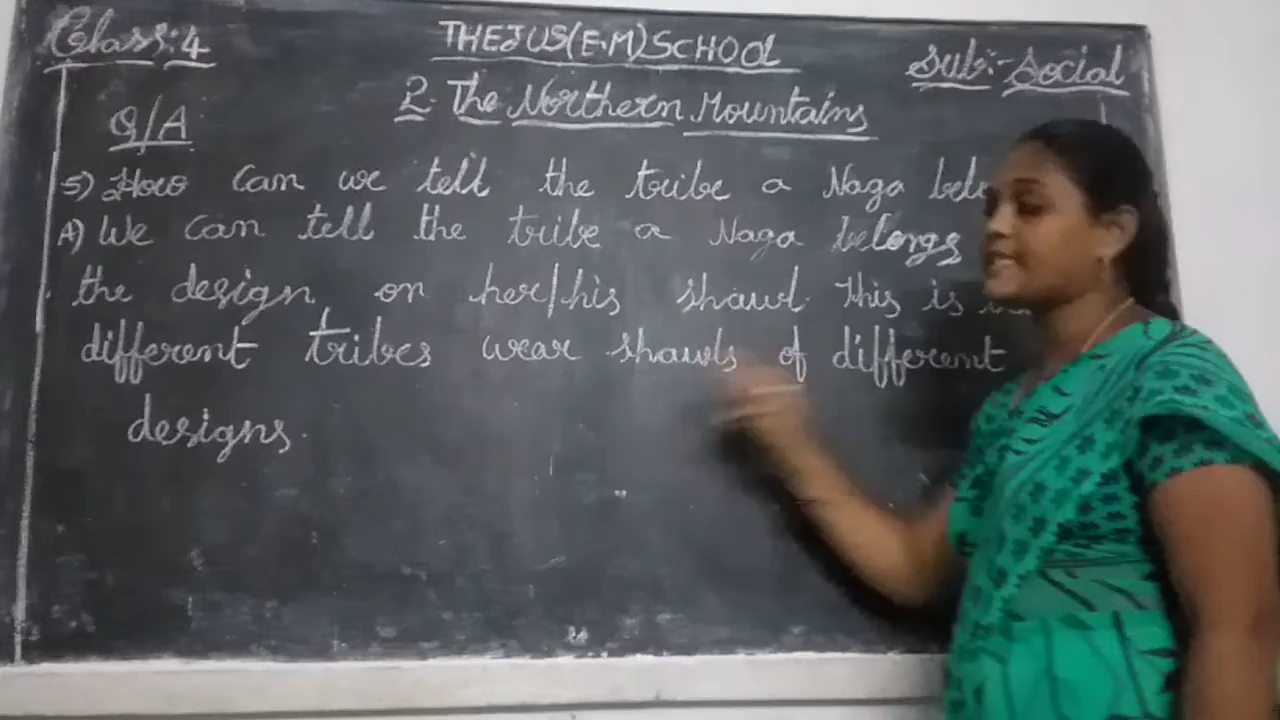 Class:4
THEJUS(E.M)SCHOOL
Sub:-Social
2. The Northern Mountains
Q/A
5) How can we tell the tribe a Naga
A) We can tell the tribe a Naga belongs
the design on her/his shawl. This is
different tribes wear shawls of different
designs.